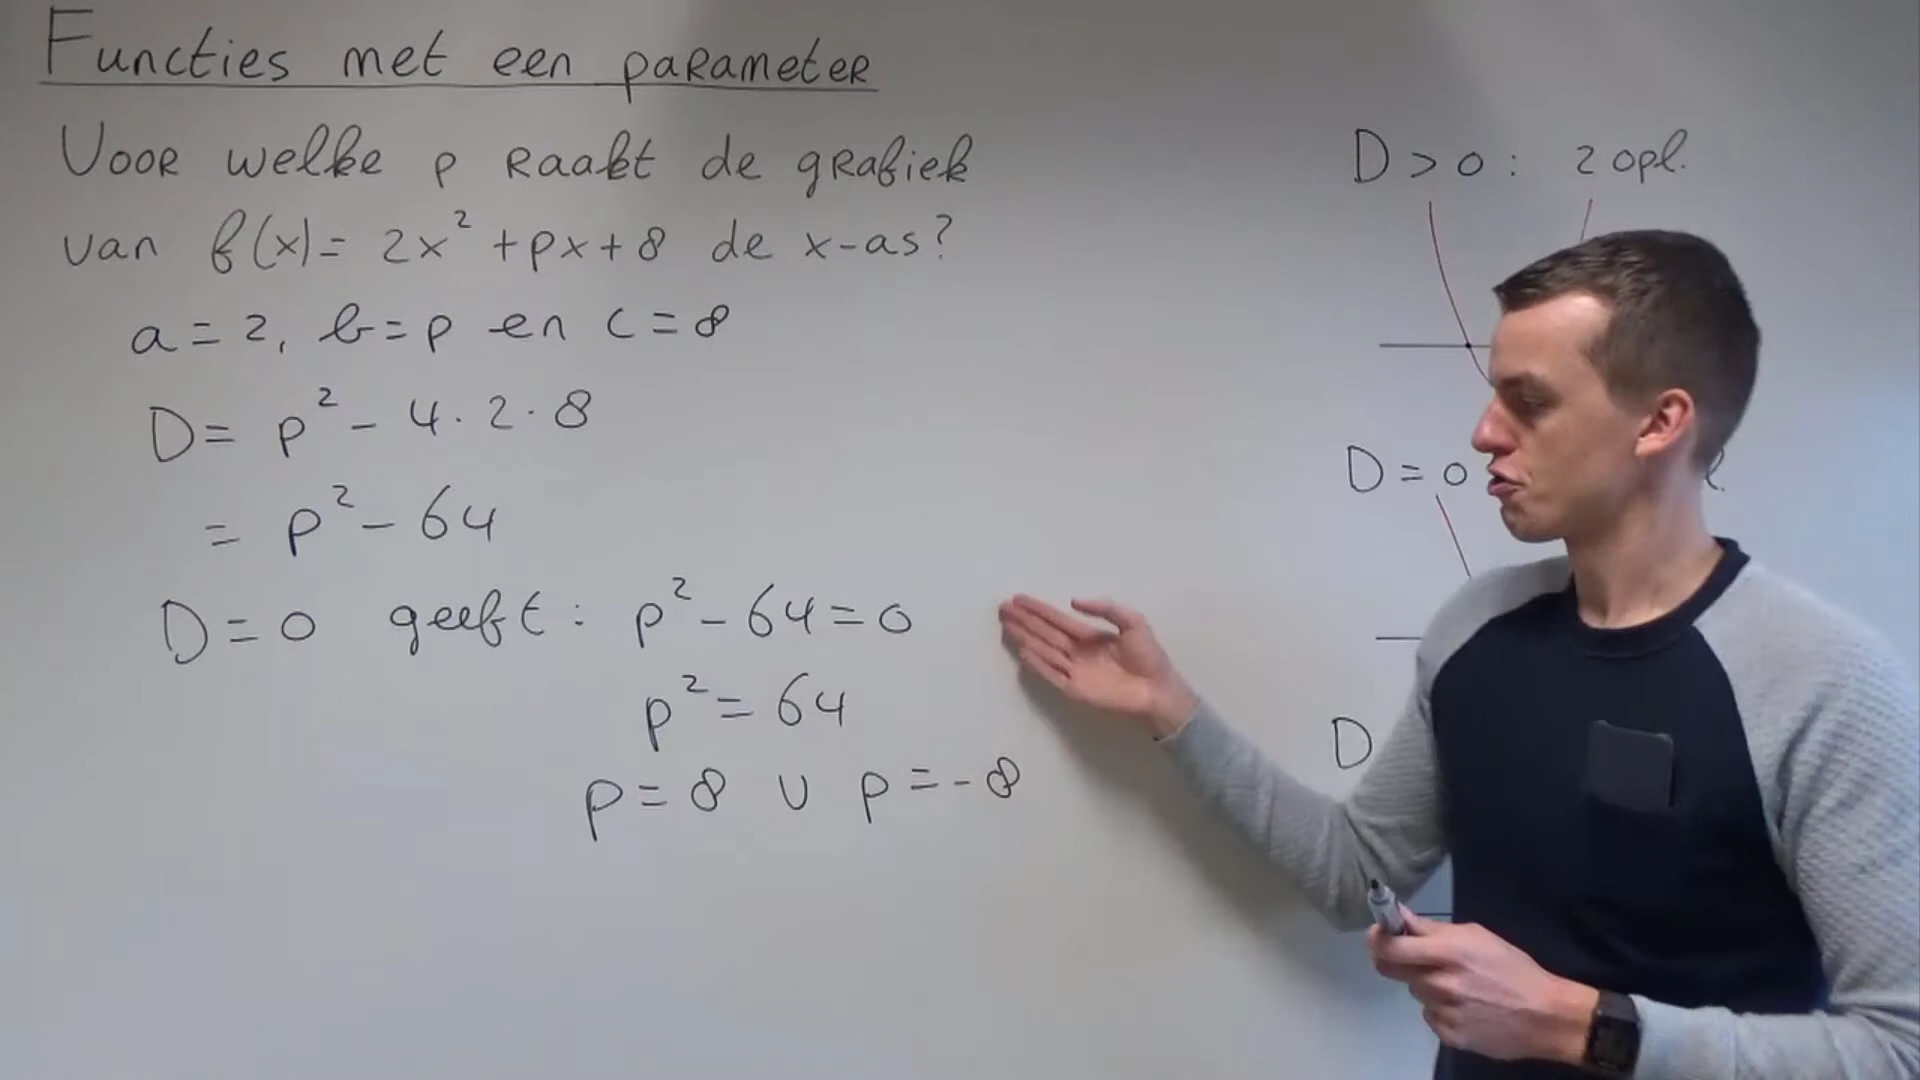 Functies met een parameter
Voor welke p raakt de grafiek
van f(x)= 2x² + px + 8 de x-as?
a = 2, b = p en c = 8
D = p² - 4 · 2 · 8
= p² - 64
D = 0 geeft: p² - 64 = 0
p² = 64
p = 8 ∪ p = -8
D > 0 : 2 opl.
D = 0
D